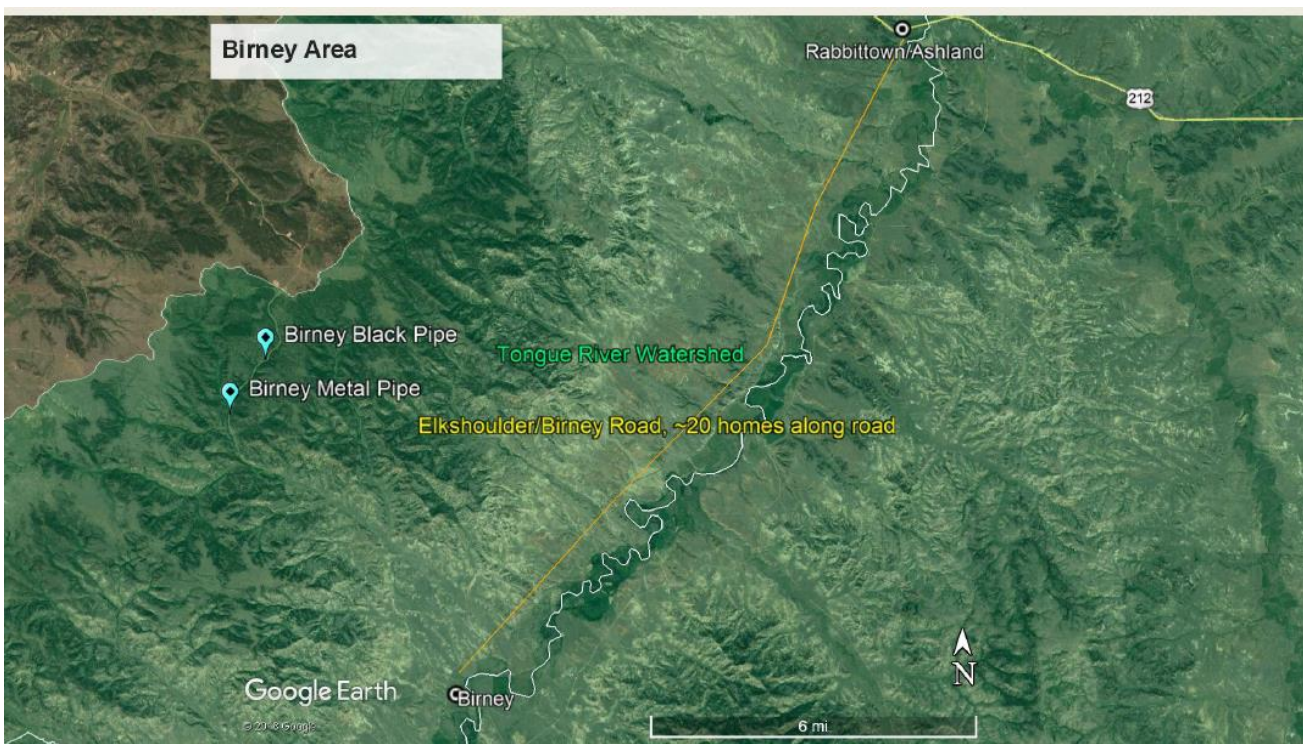 Birney Area
Rabbittown/Ashland
212
Birney Black Pipe
Tongue River Watershed
Birney Metal Pipe
Elkshoulder/Birney Road, ~20 homes along road
Google Earth
Birney
N
6 mi
Google